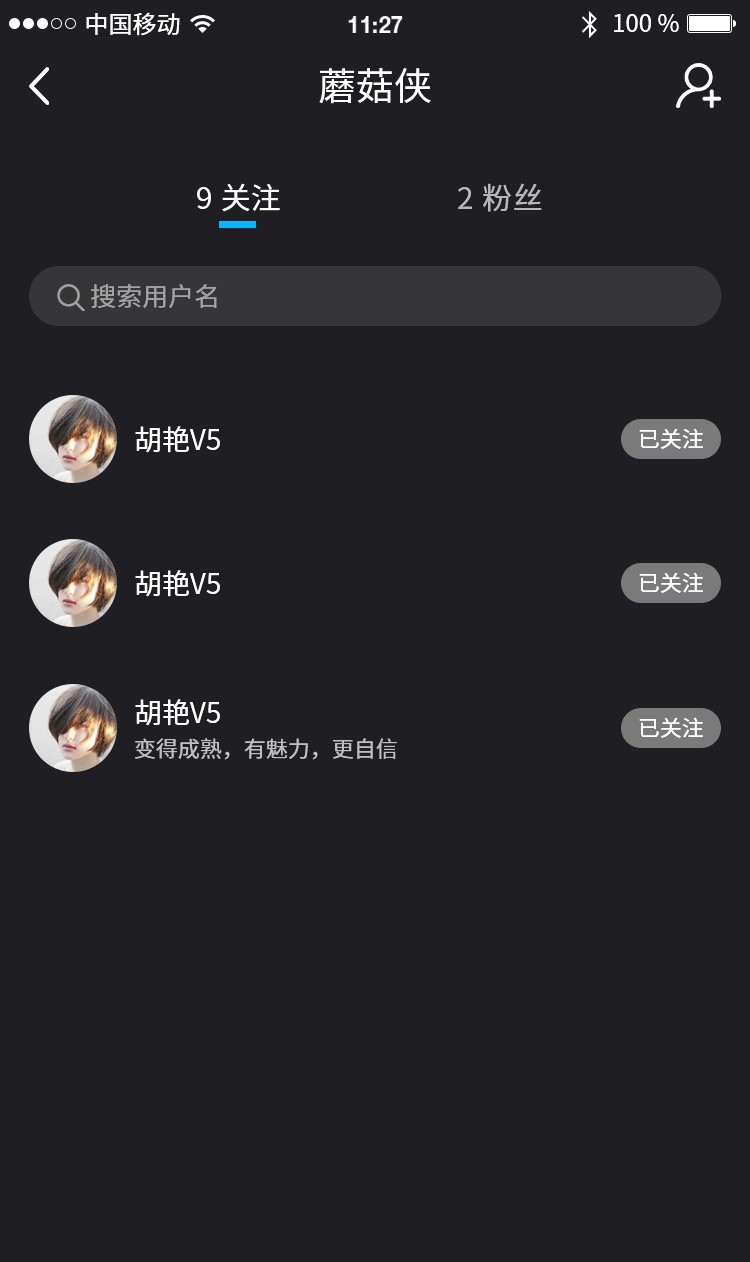 中国移动 11:27 100 %
蘑菇侠
9 关注 2 粉丝
搜索用户名
胡艳V5 已关注
胡艳V5 已关注
胡艳V5
变得成熟，有魅力，更自信 已关注